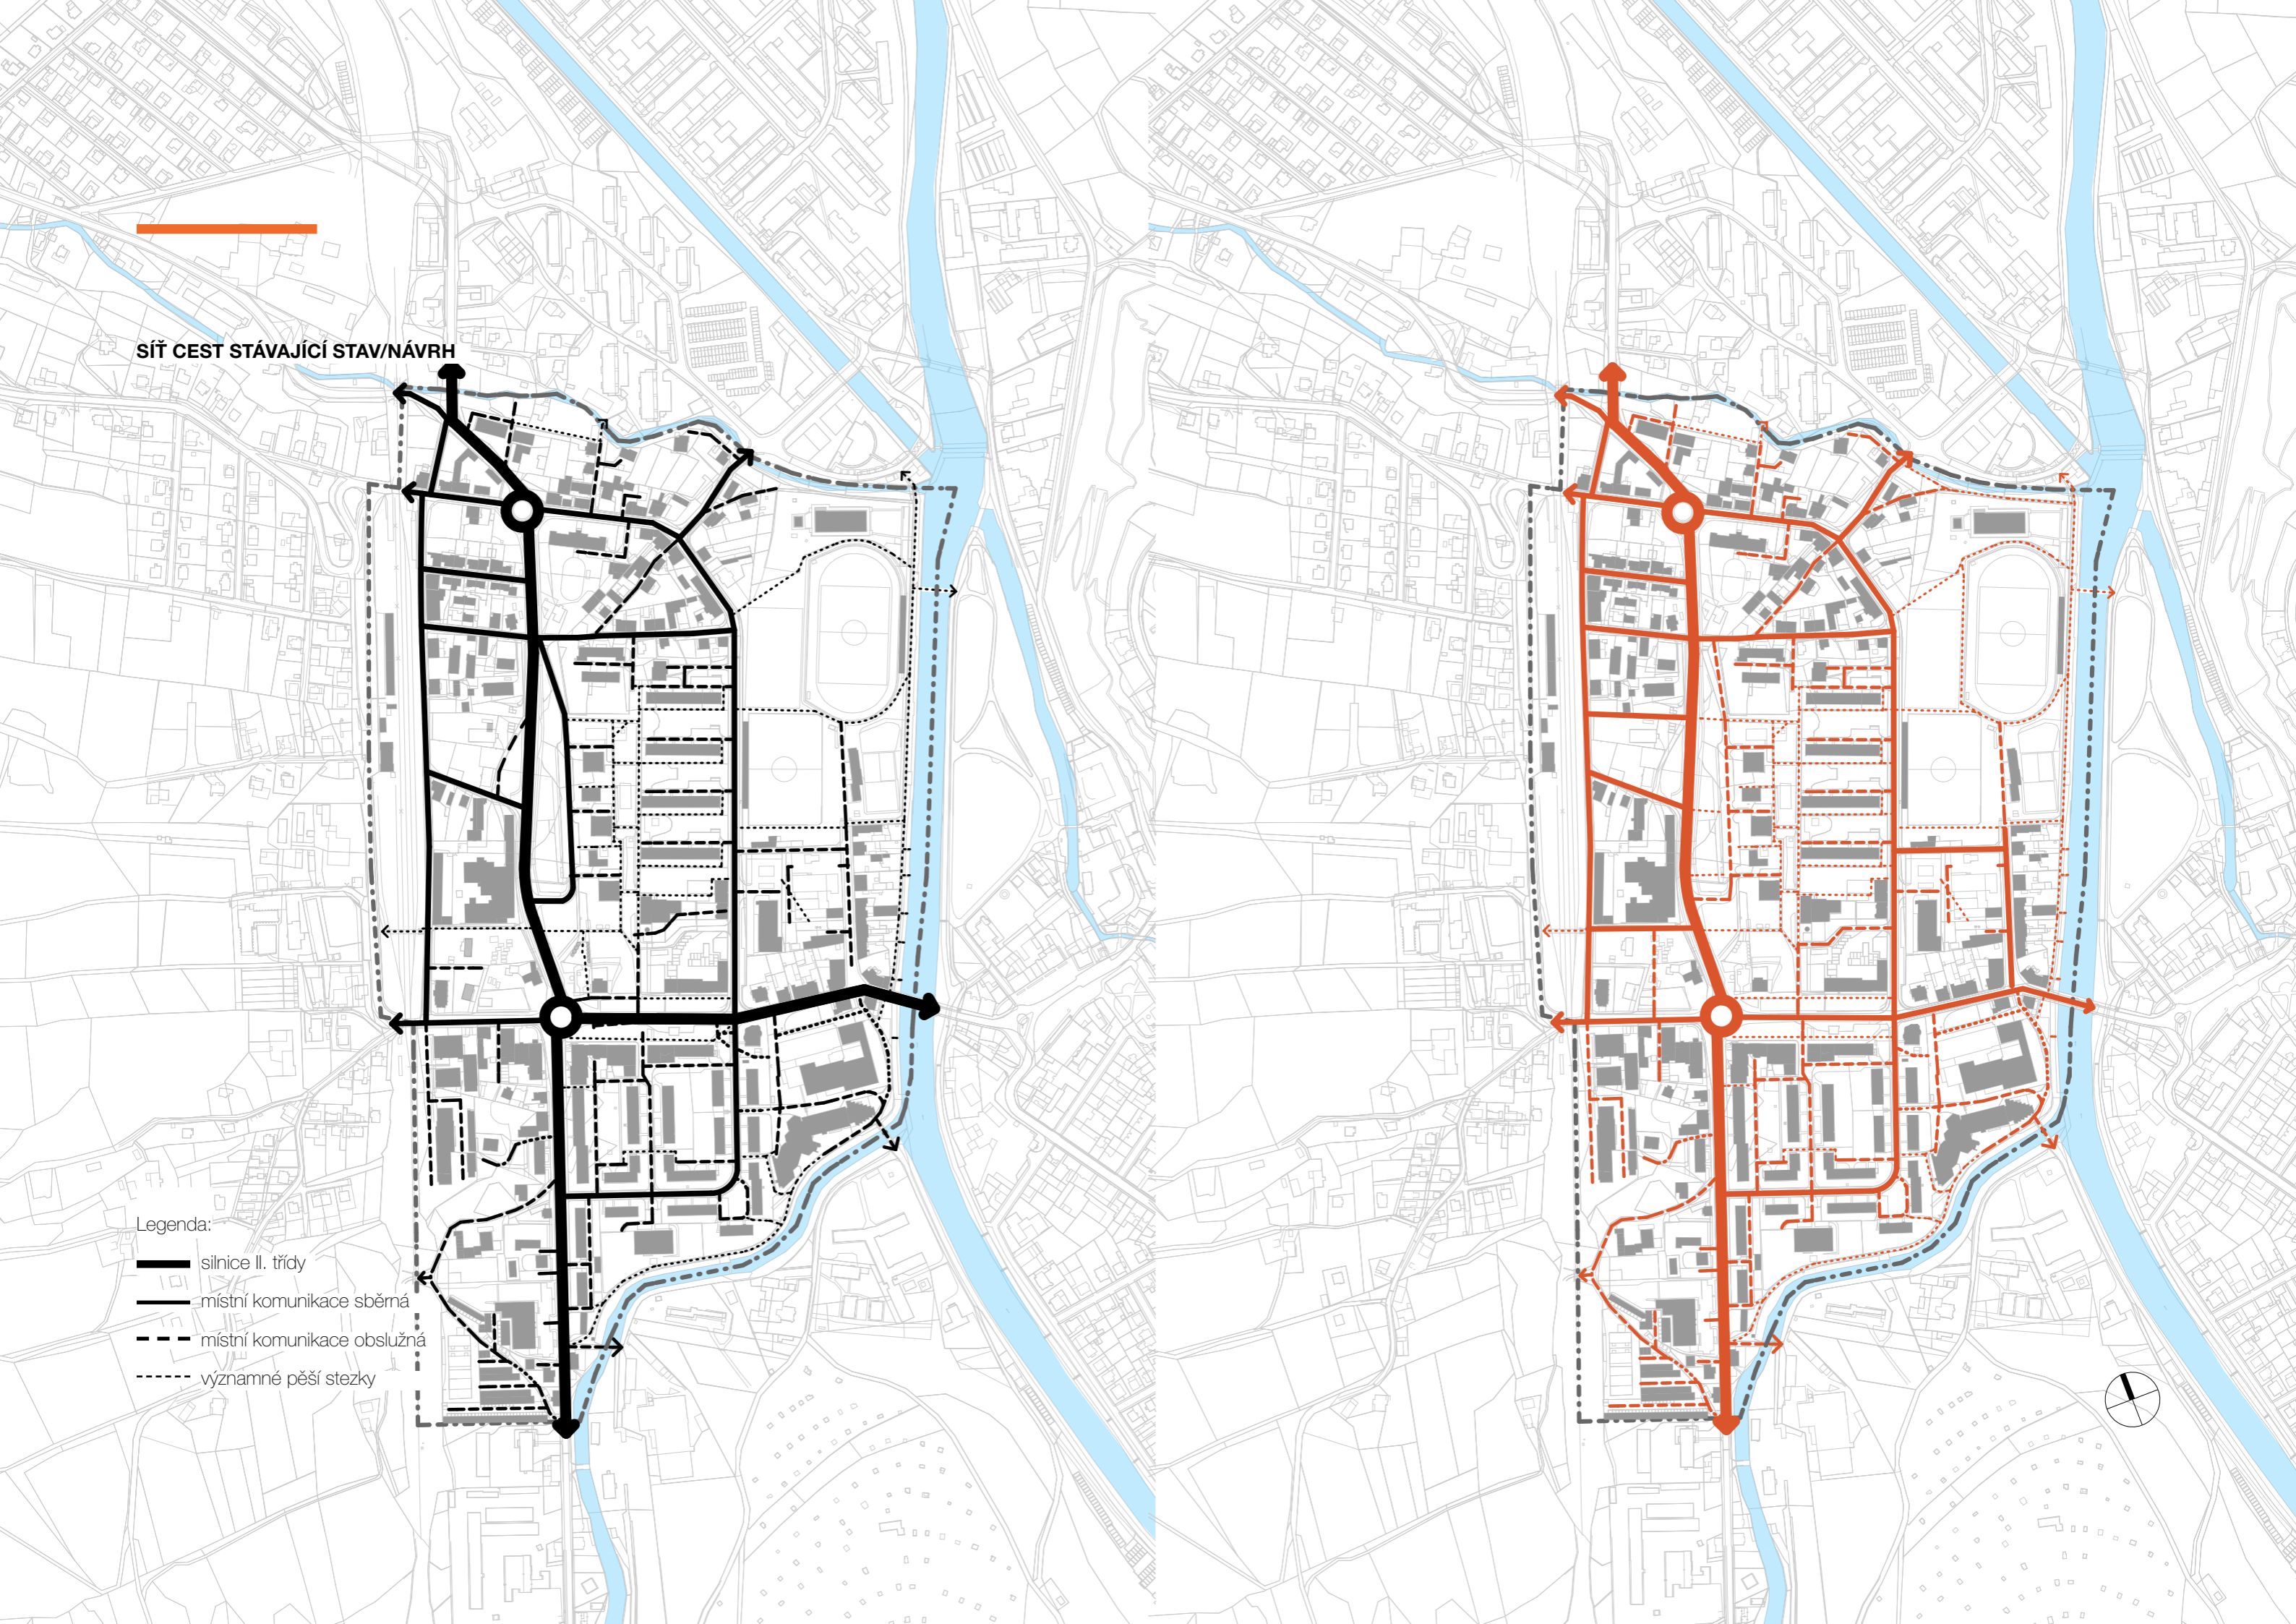 SÍŤ CEST STÁVAJÍCÍ STAV/NÁVRH
Legenda:
silnice II. třídy
místní komunikace sběrná
místní komunikace obslužná
významné pěší stezky